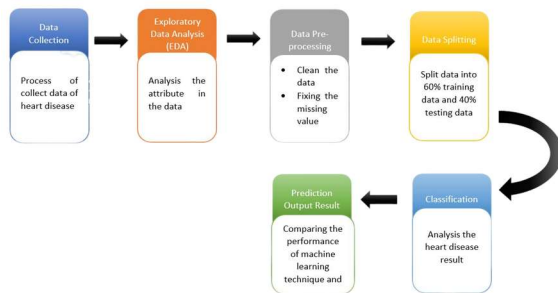 Data
Collection
Process of
collect data of
heart disease
Exploratory
Data Analysis
(EDA)
Analysis the
attribute in
the data
Data Pre-
processing
• Clean the
data
• Fixing the
missing
value
Data Splitting
Split data into
60% training
data and 40%
testing data
Classification
Analysis the
heart disease
result
Prediction
Output Result
Comparing the
performance
of machine
learning
technique and